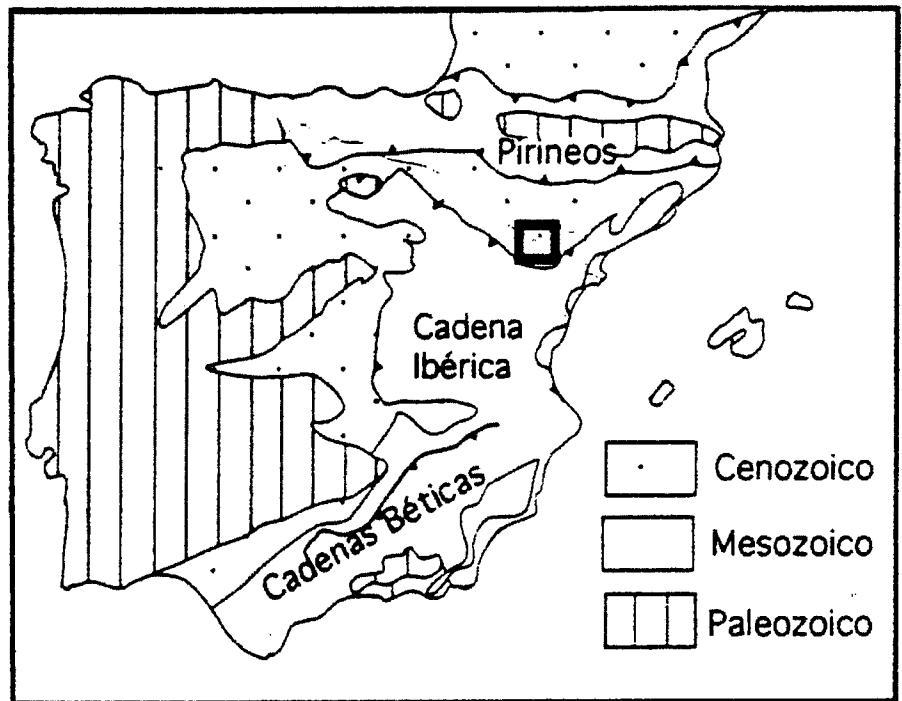 Pirineos
Cadena
Ibérica
Cadenas Béticas
Cenozoico
Mesozoico
Paleozoico